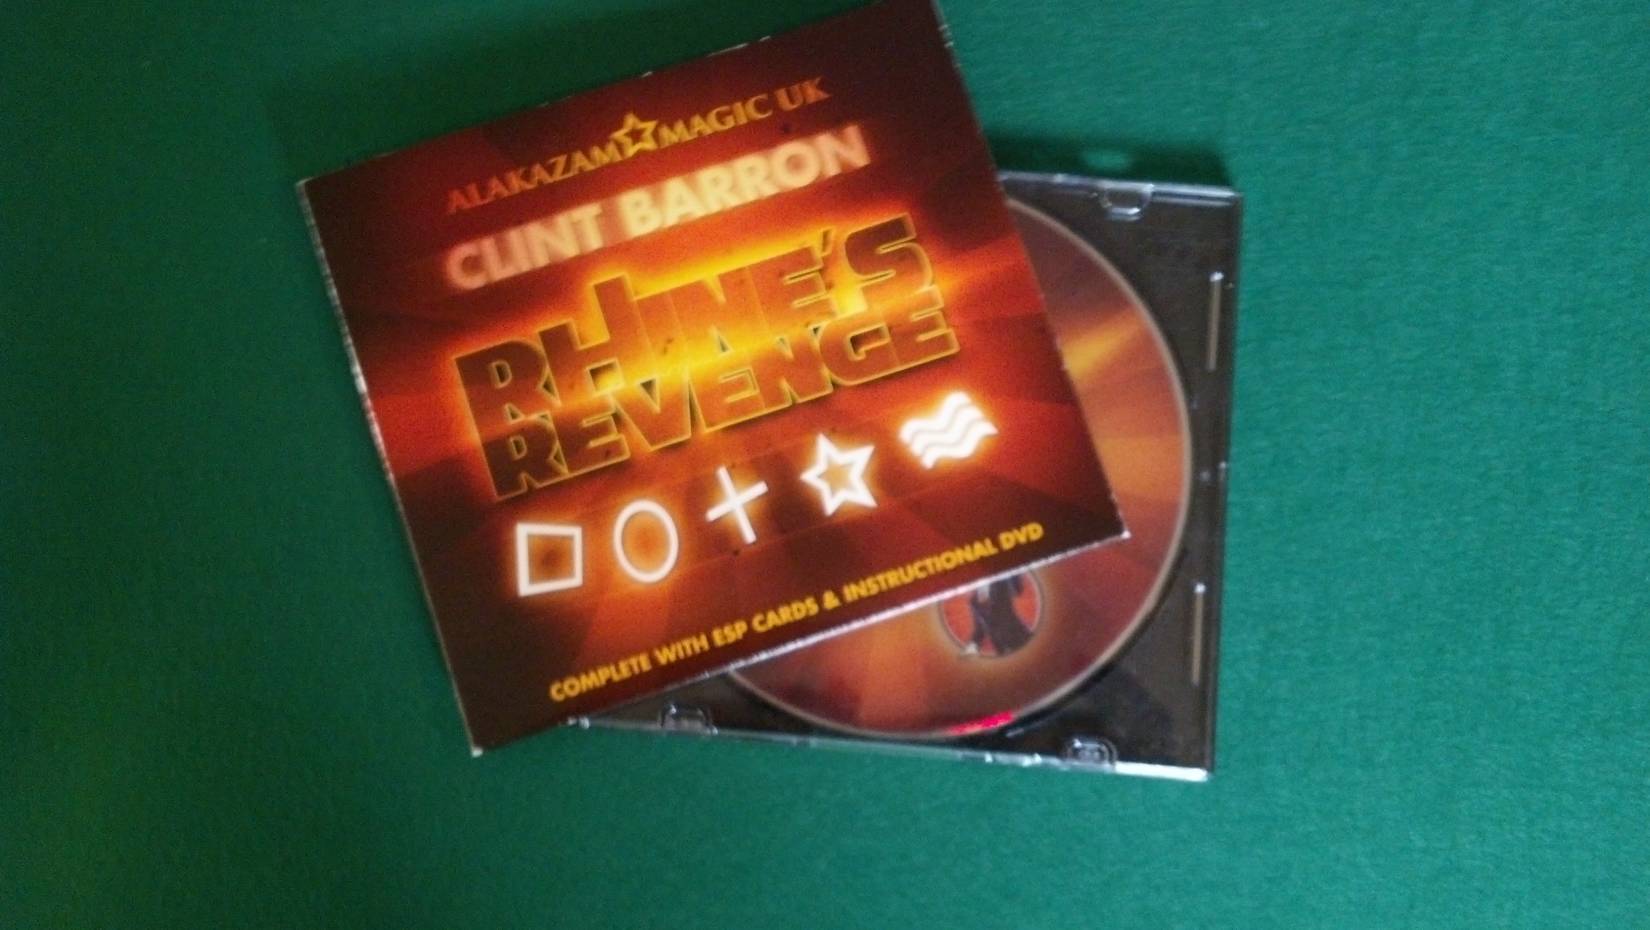 ALAKAZAM MAGIC UK
CLINT BARRON
RHINE'S
REVENGE
COMPLETE WITH ESP CARDS & INSTRUCTIONAL DVD